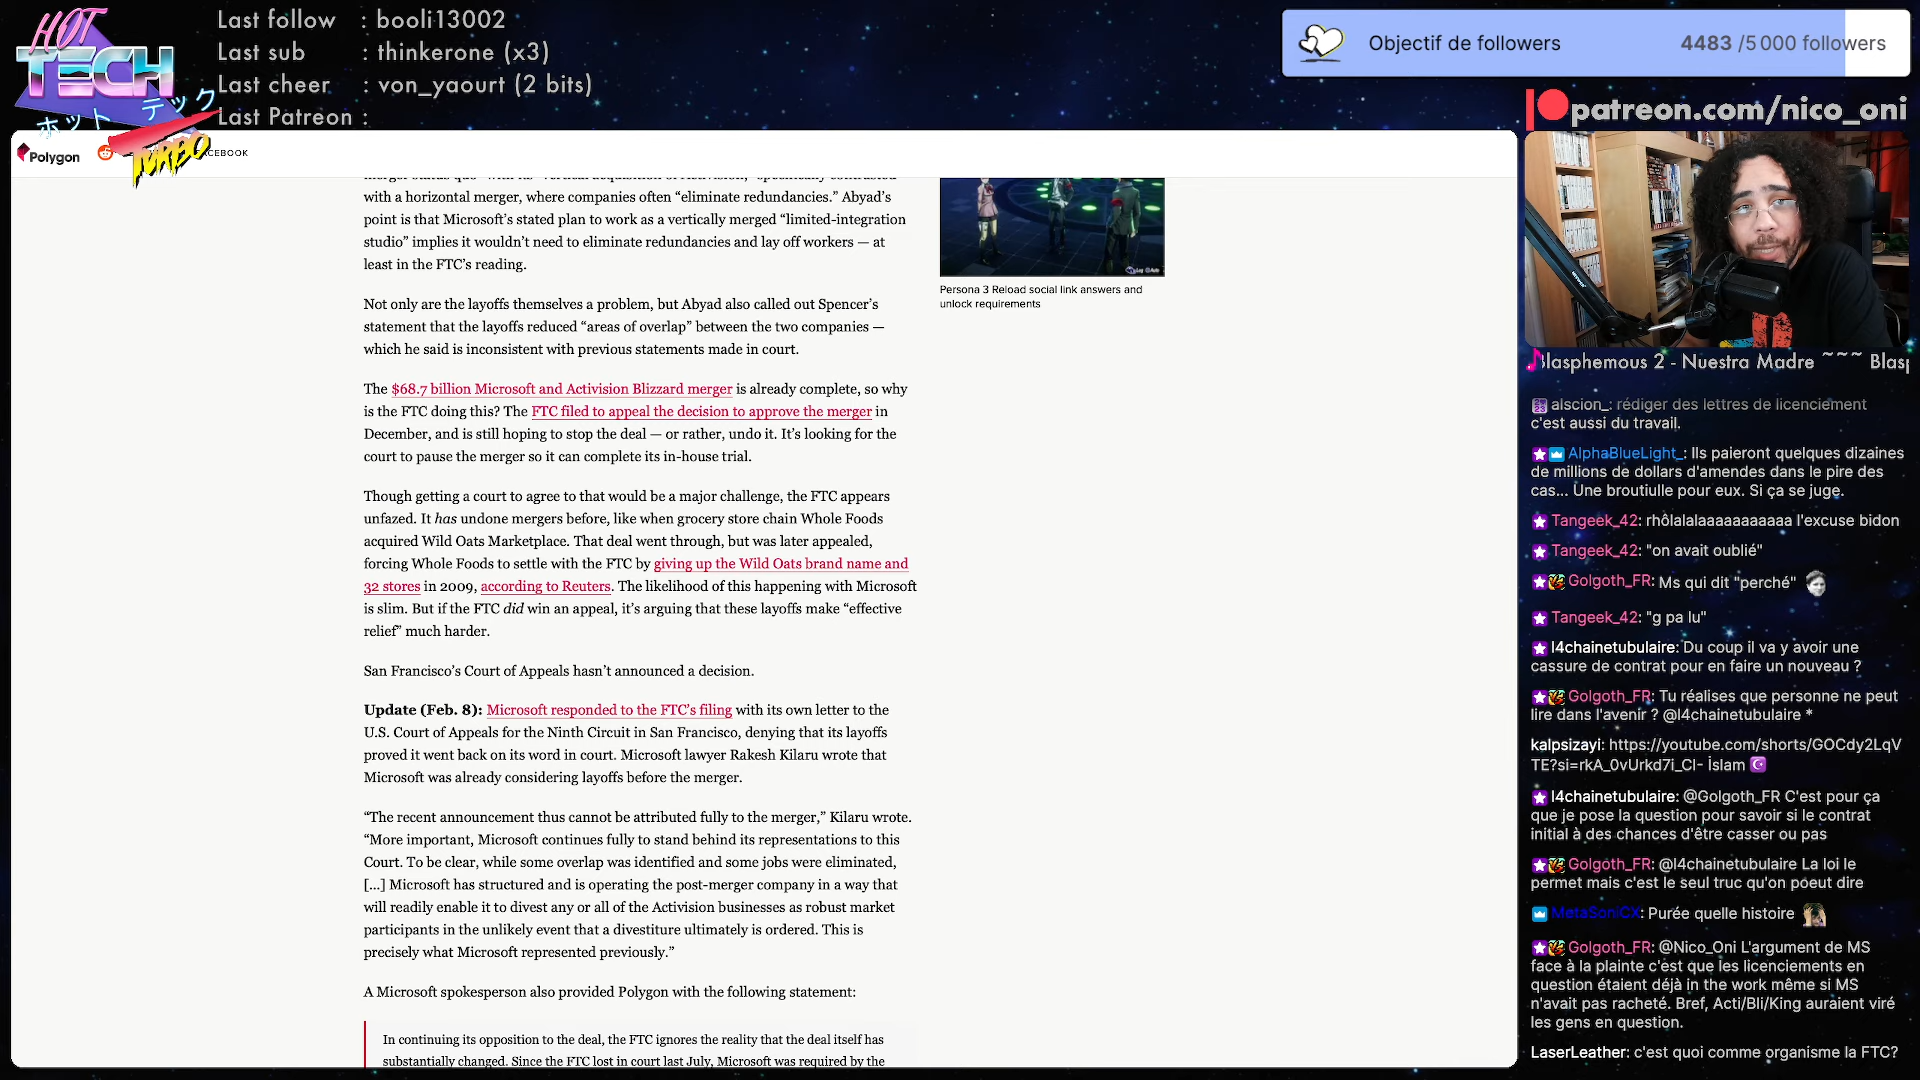 HOT
TECH
ホット テック
TURBO
Last follow : booli13002
Last sub : thinkerone (x3)
Last cheer : von_yaourt (2 bits)
Last Patreon :
Objectif de followers 4483 /5 000 followers
patreon.com/nico_oni
Polygon
CEBOOK
with a horizontal merger, where companies often “eliminate redundancies.” Abyad’s
point is that Microsoft’s stated plan to work as a vertically merged “limited-integration
studio” implies it wouldn’t need to eliminate redundancies and lay off workers — at
least in the FTC’s reading.
Not only are the layoffs themselves a problem, but Abyad also called out Spencer’s
statement that the layoffs reduced “areas of overlap” between the two companies —
which he said is inconsistent with previous statements made in court.
The $68.7 billion Microsoft and Activision Blizzard merger is already complete, so why
is the FTC doing this? The FTC filed to appeal the decision to approve the merger in
December, and is still hoping to stop the deal — or rather, undo it. It’s looking for the
court to pause the merger so it can complete its in-house trial.
Though getting a court to agree to that would be a major challenge, the FTC appears
unfazed. It has undone mergers before, like when grocery store chain Whole Foods
acquired Wild Oats Marketplace. That deal went through, but was later appealed,
forcing Whole Foods to settle with the FTC by giving up the Wild Oats brand name and
32 stores in 2009, according to Reuters. The likelihood of this happening with Microsoft
is slim. But if the FTC did win an appeal, it’s arguing that these layoffs make “effective
relief” much harder.
San Francisco’s Court of Appeals hasn’t announced a decision.
Update (Feb. 8): Microsoft responded to the FTC’s filing with its own letter to the
U.S. Court of Appeals for the Ninth Circuit in San Francisco, denying that its layoffs
proved it went back on its word in court. Microsoft lawyer Rakesh Kilaru wrote that
Microsoft was already considering layoffs before the merger.
“The recent announcement thus cannot be attributed fully to the merger,” Kilaru wrote.
“More important, Microsoft continues fully to stand behind its representations to this
Court. To be clear, while some overlap was identified and some jobs were eliminated,
[...] Microsoft has structured and is operating the post-merger company in a way that
will readily enable it to divest any or all of the Activision businesses as robust market
participants in the unlikely event that a divestiture ultimately is ordered. This is
precisely what Microsoft represented previously.”
A Microsoft spokesperson also provided Polygon with the following statement:
In continuing its opposition to the deal, the FTC ignores the reality that the deal itself has
substantially changed. Since the FTC lost in court last July, Microsoft was required by the
Persona 3 Reload social link answers and
unlock requirements
Blasphemous 2 - Nuestra Madre ~~~ Blasp
alscion_: rédiger des lettres de licenciement
c'est aussi du travail.
AlphaBlueLight_: Ils paieront quelques dizaines
de millions de dollars d'amendes dans le pire des
cas... Une broutiulle pour eux. Si ça se juge.
Tangeek_42: rhôlalalaaaaaaaaaaa l'excuse bidon
Tangeek_42: "on avait oublié"
Golgoth_FR: Ms qui dit "perché"
Tangeek_42: "g pa lu"
l4chainetubulaire: Du coup il va y avoir une
cassure de contrat pour en faire un nouveau ?
Golgoth_FR: Tu réalises que personne ne peut
lire dans l'avenir ? @l4chainetubulaire *
kalpsizayi: https://youtube.com/shorts/GOCdy2LqV
TE?si=rkA_0vUrkd7i_CI- İslam
l4chainetubulaire: @Golgoth_FR C'est pour ça
que je pose la question pour savoir si le contrat
initial à des chances d'être casser ou pas
Golgoth_FR: @l4chainetubulaire La loi le
permet mais c'est le seul truc qu'on poeut dire
MetaSoniCX: Purée quelle histoire
Golgoth_FR: @Nico_Oni L'argument de MS
face à la plainte c'est que les licenciements en
question étaient déjà in the work même si MS
n'avait pas racheté. Bref, Acti/Bli/King auraient viré
les gens en question.
LaserLeather: c'est quoi comme organisme la FTC?